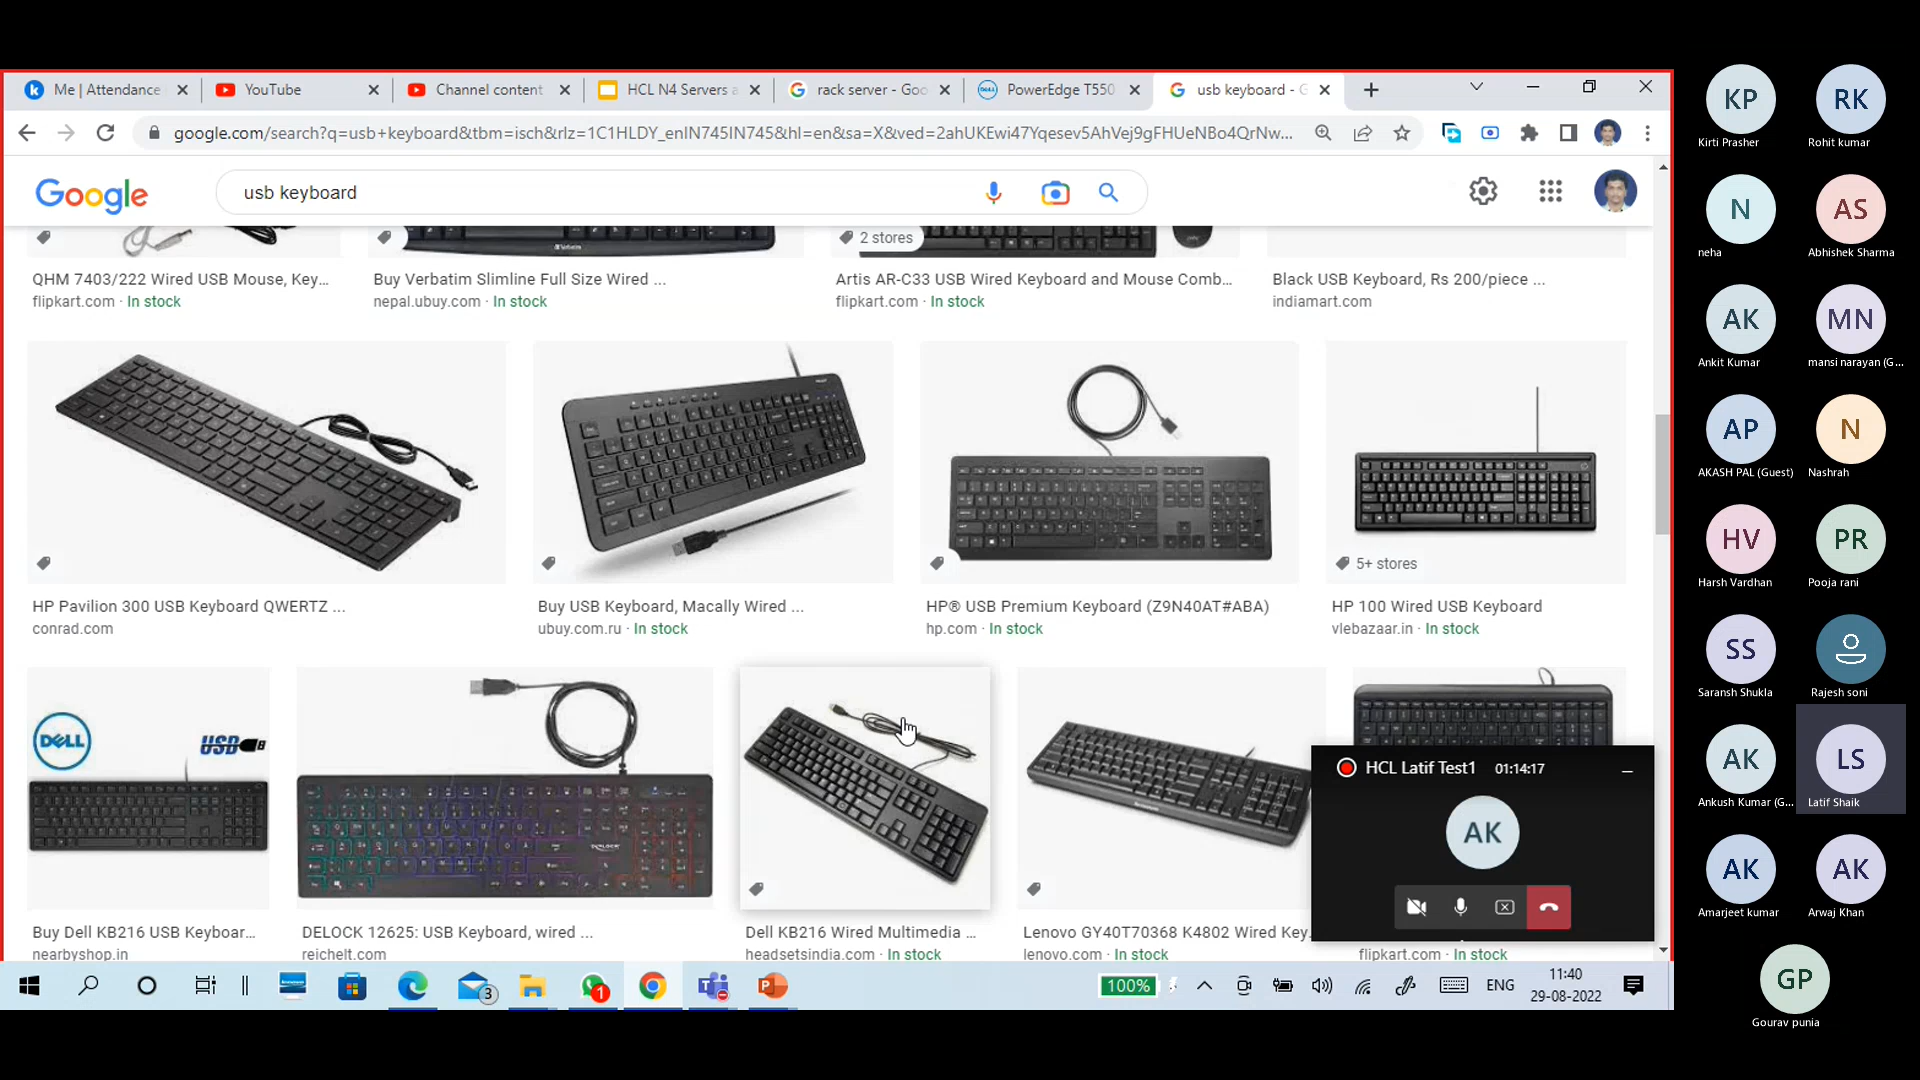 Me | Attendance
YouTube
Channel content
HCL N4 Servers a
rack server - Goo
PowerEdge T550
usb keyboard - G
google.com/search?q=usb+keyboard&tbm=isch&rlz=1C1HLDY_enIN745IN745&hl=en&sa=X&ved=2ahUKEwi47Yqesev5AhVej9gFHUeNBo4QrNw...
Google
usb keyboard
2 stores
QHM 7403/222 Wired USB Mouse, Key...
flipkart.com · In stock
Buy Verbatim Slimline Full Size Wired ...
nepal.ubuy.com · In stock
Artis AR-C33 USB Wired Keyboard and Mouse Comb...
flipkart.com · In stock
Black USB Keyboard, Rs 200/piece ...
indiamart.com
5+ stores
HP Pavilion 300 USB Keyboard QWERTZ ...
conrad.com
Buy USB Keyboard, Macally Wired ...
ubuy.com.ru · In stock
HP® USB Premium Keyboard (Z9N40AT#ABA)
hp.com · In stock
HP 100 Wired USB Keyboard
vlebazaar.in · In stock
DELL
USB
Buy Dell KB216 USB Keyboar...
nearbyshop.in
DELOCK 12625: USB Keyboard, wired ...
reichelt.com
Dell KB216 Wired Multimedia ...
headsetsindia.com · In stock
Lenovo GY40T70368 K4802 Wired Key
lenovo.com · In stock
flipkart.com · In stock
HCL Latif Test1 01:14:17
AK
3
1
100%
ENG
11:40
29-08-2022
KP
Kirti Prasher
RK
Rohit kumar
N
neha
AS
Abhishek Sharma
AK
Ankit Kumar
MN
mansi narayan (G...
AP
AKASH PAL (Guest)
N
Nashrah
HV
Harsh Vardhan
PR
Pooja rani
SS
Saransh Shukla
Rajesh soni
AK
Ankush Kumar (G...
LS
Latif Shaik
AK
Amarjeet kumar
AK
Arwaj Khan
GP
Gourav punia